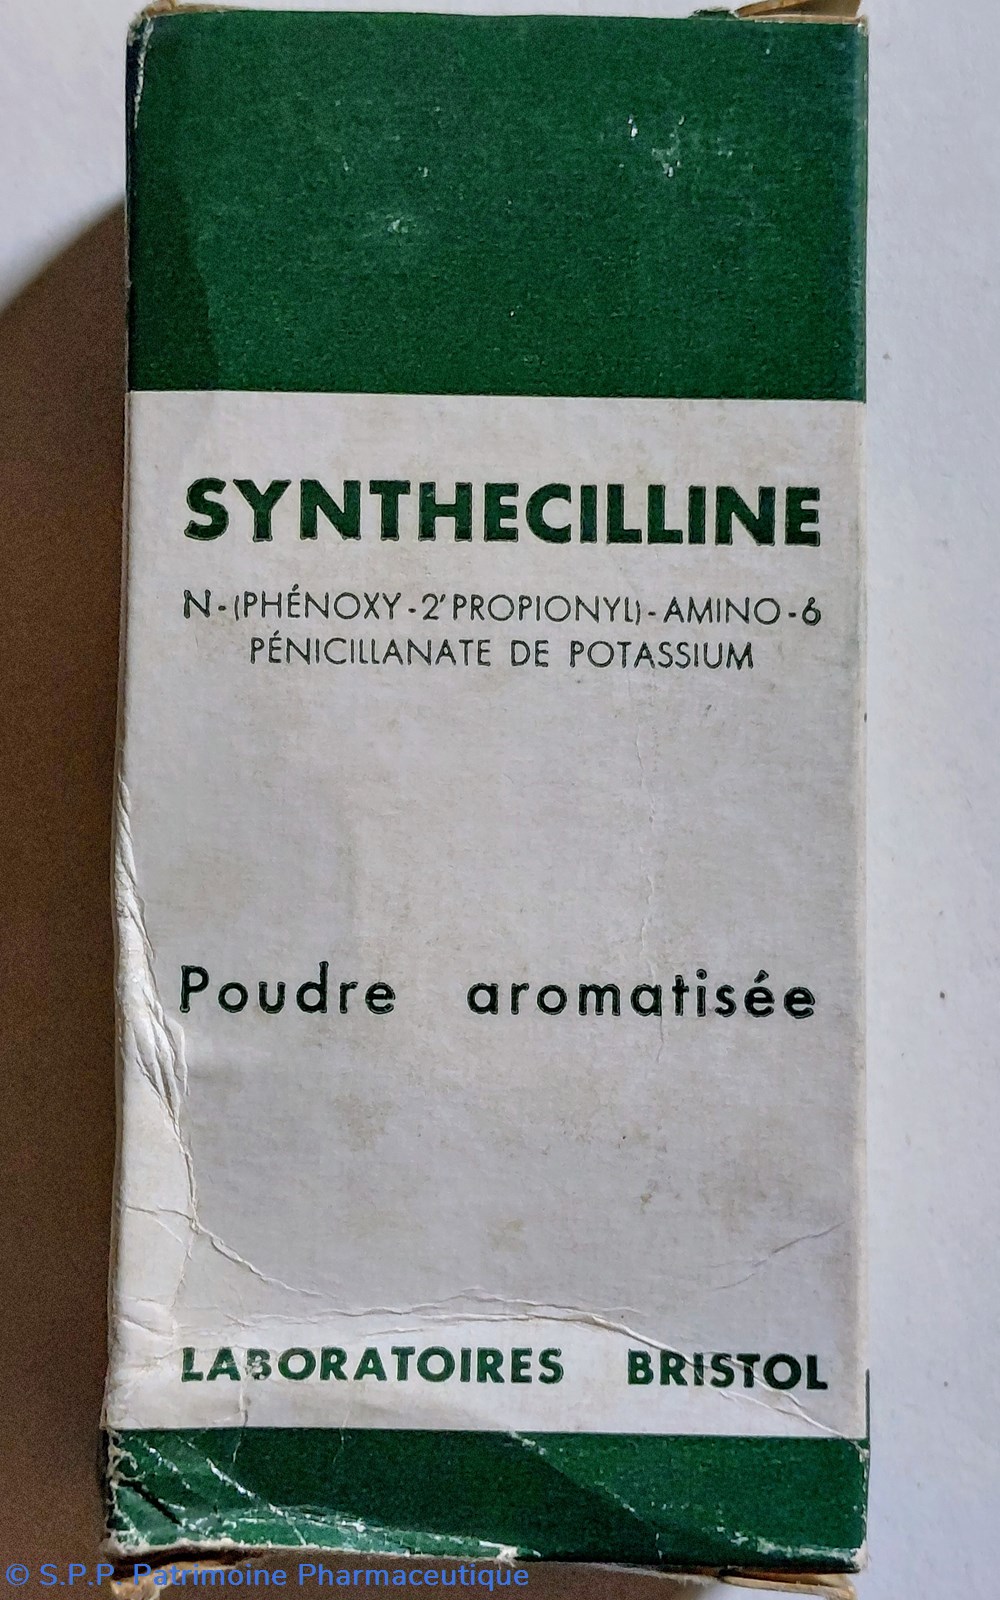 SYNTHECILLINE
N-(PHÉNOXY-2'PROPIONYL)-AMINO-6
PÉNICILLANATE DE POTASSIUM
Poudre aromatisée
LABORATOIRES BRISTOL
© S.P.P. Patrimoine Pharmaceutique